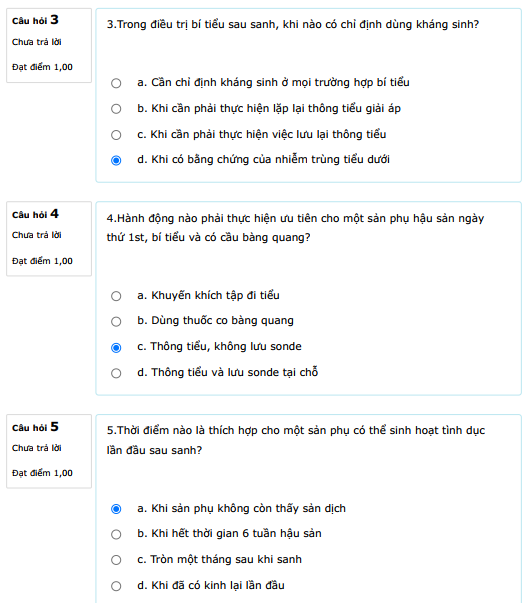 Câu hỏi 3
Chưa trả lời
Đạt điểm 1,00
3.Trong điều trị bí tiểu sau sanh, khi nào có chỉ định dùng kháng sinh?
a. Cần chỉ định kháng sinh ở mọi trường hợp bí tiểu
b. Khi cần phải thực hiện lặp lại thông tiểu giải áp
c. Khi cần phải thực hiện việc lưu lại thông tiểu
d. Khi có bằng chứng của nhiễm trùng tiểu dưới
Câu hỏi 4
Chưa trả lời
Đạt điểm 1,00
4.Hành động nào phải thực hiện ưu tiên cho một sản phụ hậu sản ngày
thứ 1st, bí tiểu và có cầu bàng quang?
a. Khuyến khích tập đi tiểu
b. Dùng thuốc co bàng quang
c. Thông tiểu, không lưu sonde
d. Thông tiểu và lưu sonde tại chỗ
Câu hỏi 5
Chưa trả lời
Đạt điểm 1,00
5.Thời điểm nào là thích hợp cho một sản phụ có thể sinh hoạt tình dục
lần đầu sau sanh?
a. Khi sản phụ không còn thấy sản dịch
b. Khi hết thời gian 6 tuần hậu sản
c. Tròn một tháng sau khi sanh
d. Khi đã có kinh lại lần đầu